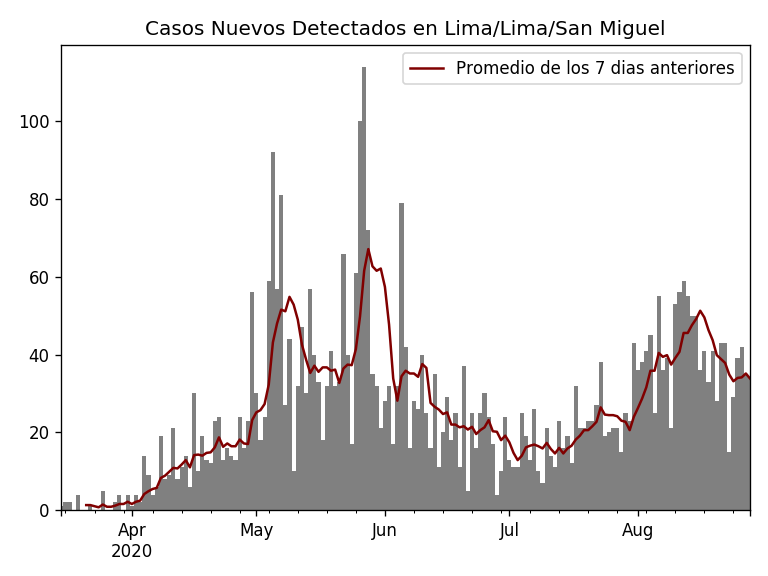 Casos Nuevos Detectados en Lima/Lima/San Miguel
Promedio de los 7 dias anteriores
100
80
60
40
20
0
Apr May Jun Jul Aug
2020